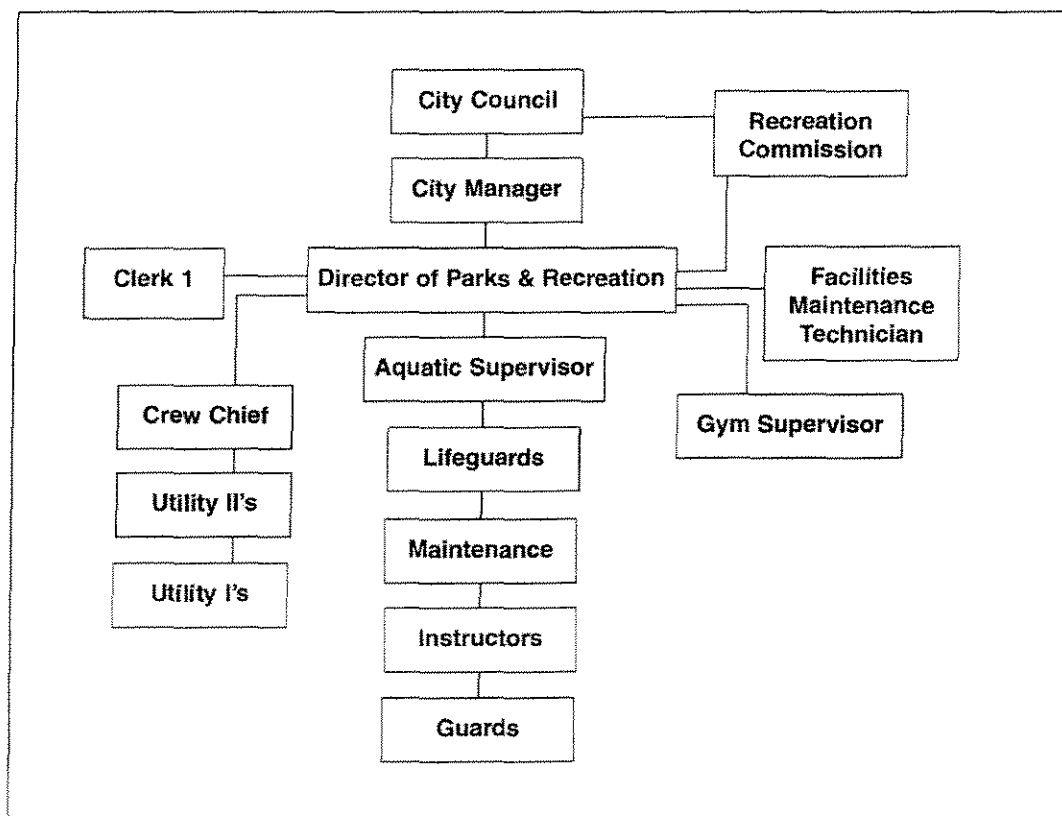 City Council
Recreation
Commission
City Manager
Clerk 1
Director of Parks & Recreation
Facilities
Maintenance
Technician
Aquatic Supervisor
Crew Chief
Gym Supervisor
Lifeguards
Utility II's
Maintenance
Utility I's
Instructors
Guards